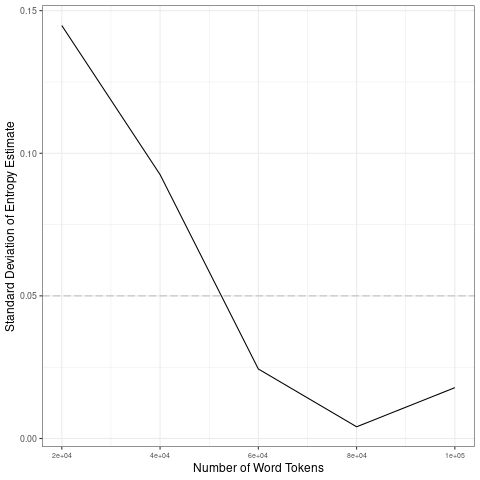 0.15
0.10
0.05
0.00
Standard Deviation of Entropy Estimate
2e+04 4e+04 6e+04 8e+04 1e+05
Number of Word Tokens